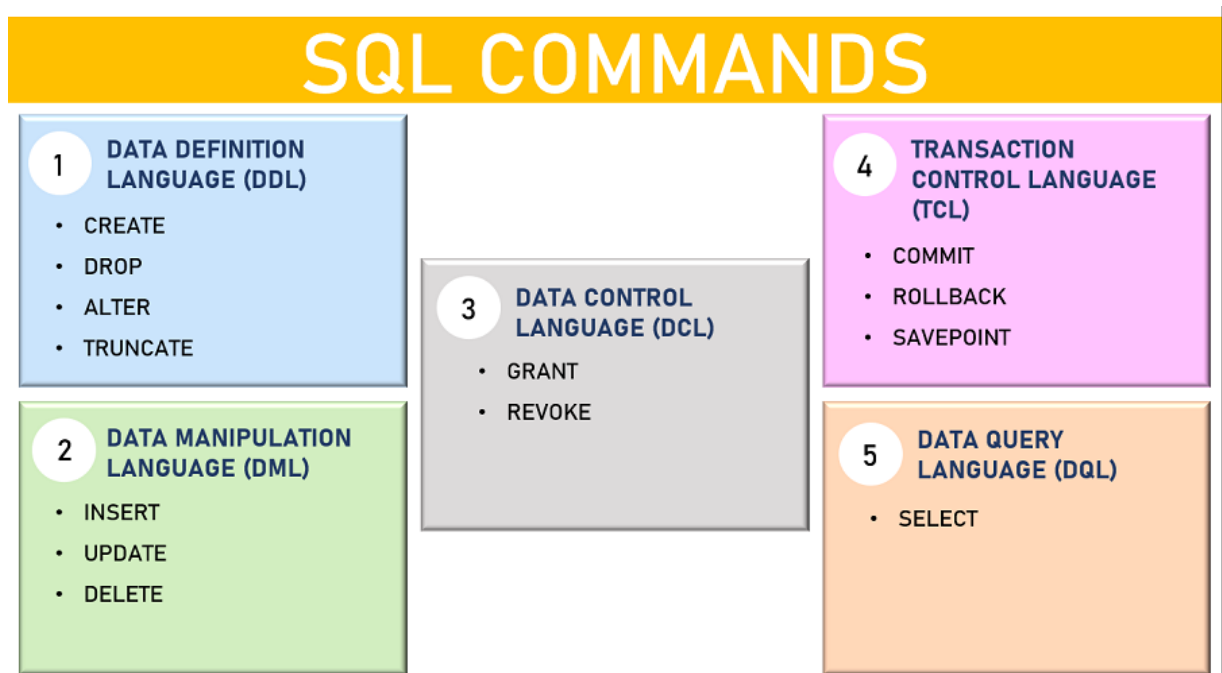 SQL COMMANDS
1
DATA DEFINITION
LANGUAGE (DDL)
• CREATE
• DROP
• ALTER
• TRUNCATE
2
DATA MANIPULATION
LANGUAGE (DML)
• INSERT
• UPDATE
• DELETE
3
DATA CONTROL
LANGUAGE (DCL)
• GRANT
• REVOKE
4
TRANSACTION
CONTROL LANGUAGE
(TCL)
• COMMIT
• ROLLBACK
• SAVEPOINT
5
DATA QUERY
LANGUAGE (DQL)
• SELECT